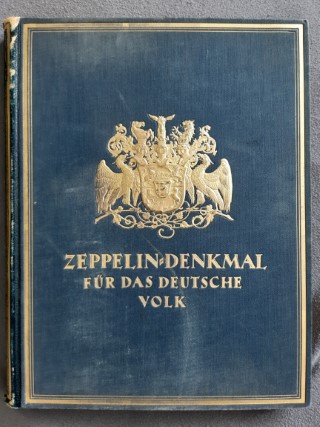 ZEPPELIN-DENKMAL
FÜR DAS DEUTSCHE
VOLK